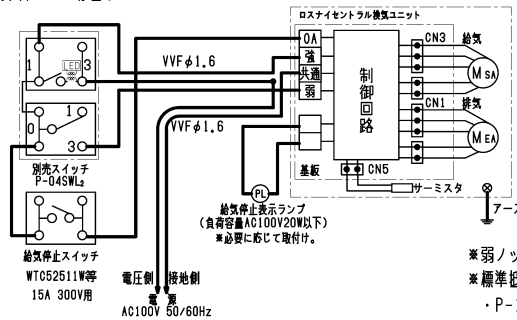 ロスナイセントラル換気ユニット
OA
強
共通
弱
制御回路
CN3
給気
M SA
CN1
排気
M EA
基板
CN5
サーミスタ
アース
VVFφ1.6
VVFφ1.6
1
LED
3
0
1
3
別売スイッチ
P-04SWL₂
給気停止スイッチ
WTC52511W等
15A 300V用
PL
給気停止表示ランプ
(負荷容量AC100V20W以下)
※必要に応じて取付け。
電圧側
接地側
電源
AC100V 50/60Hz
※弱ノッ
※標準
・P-